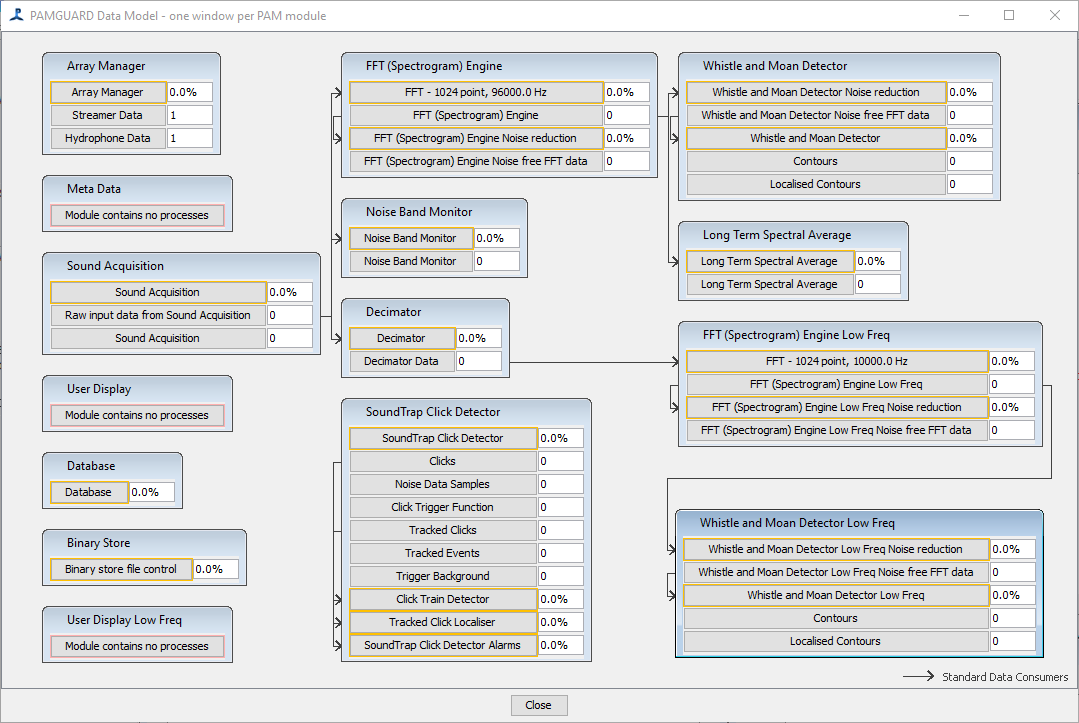 PAMGUARD Data Model - one window per PAM module
Array Manager
Array Manager 0.0%
Streamer Data 1
Hydrophone Data 1
Meta Data
Module contains no processes
Sound Acquisition
Sound Acquisition 0.0%
Raw input data from Sound Acquisition 0
Sound Acquisition 0
User Display
Module contains no processes
Database
Database 0.0%
Binary Store
Binary store file control 0.0%
User Display Low Freq
Module contains no processes
FFT (Spectrogram) Engine
FFT - 1024 point, 96000.0 Hz 0.0%
FFT (Spectrogram) Engine 0
FFT (Spectrogram) Engine Noise reduction 0.0%
FFT (Spectrogram) Engine Noise free FFT data 0
Noise Band Monitor
Noise Band Monitor 0.0%
Noise Band Monitor 0
Decimator
Decimator 0.0%
Decimator Data 0
SoundTrap Click Detector
SoundTrap Click Detector 0.0%
Clicks 0
Noise Data Samples 0
Click Trigger Function 0
Tracked Clicks 0
Tracked Events 0
Trigger Background 0
Click Train Detector 0.0%
Tracked Click Localiser 0.0%
SoundTrap Click Detector Alarms 0.0%
Whistle and Moan Detector
Whistle and Moan Detector Noise reduction 0.0%
Whistle and Moan Detector Noise free FFT data 0
Whistle and Moan Detector 0.0%
Contours 0
Localised Contours 0
Long Term Spectral Average
Long Term Spectral Average 0.0%
Long Term Spectral Average 0
FFT (Spectrogram) Engine Low Freq
FFT - 1024 point, 10000.0 Hz 0.0%
FFT (Spectrogram) Engine Low Freq 0
FFT (Spectrogram) Engine Low Freq Noise reduction 0.0%
FFT (Spectrogram) Engine Low Freq Noise free FFT data 0
Whistle and Moan Detector Low Freq
Whistle and Moan Detector Low Freq Noise reduction 0.0%
Whistle and Moan Detector Low Freq Noise free FFT data 0
Whistle and Moan Detector Low Freq 0.0%
Contours 0
Localised Contours 0
Standard Data Consumers
Close